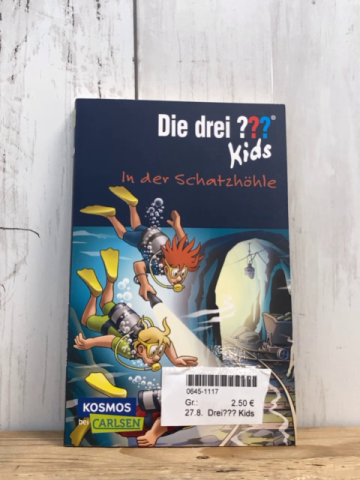 Die drei ???®
Kids
In der Schatzhöhle
0645-1117
Gr.: 2.50 €
27.8. Drei??? Kids
KOSMOS
bei CARLSEN